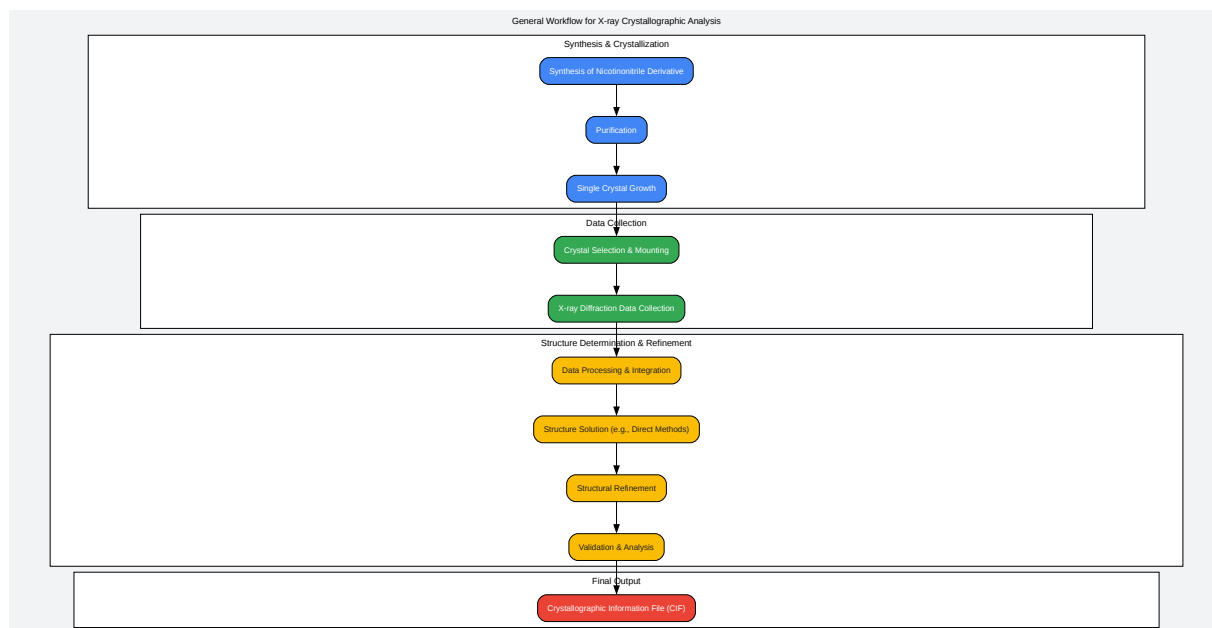 General Workflow for X-ray Crystallographic Analysis
Synthesis & Crystallization
Synthesis of Nicotinonitrile Derivative
Purification
Single Crystal Growth
Data Collection
Crystal Selection & Mounting
X-ray Diffraction Data Collection
Structure Determination & Refinement
Data Processing & Integration
Structure Solution (e.g., Direct Methods)
Structural Refinement
Validation & Analysis
Final Output
Crystallographic Information File (CIF)